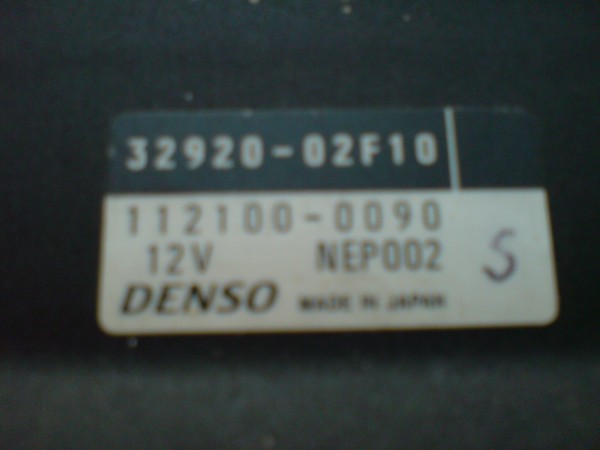 32920-02F10
112100-0090
12V NEP002 S
DENSO MADE IN JAPAN